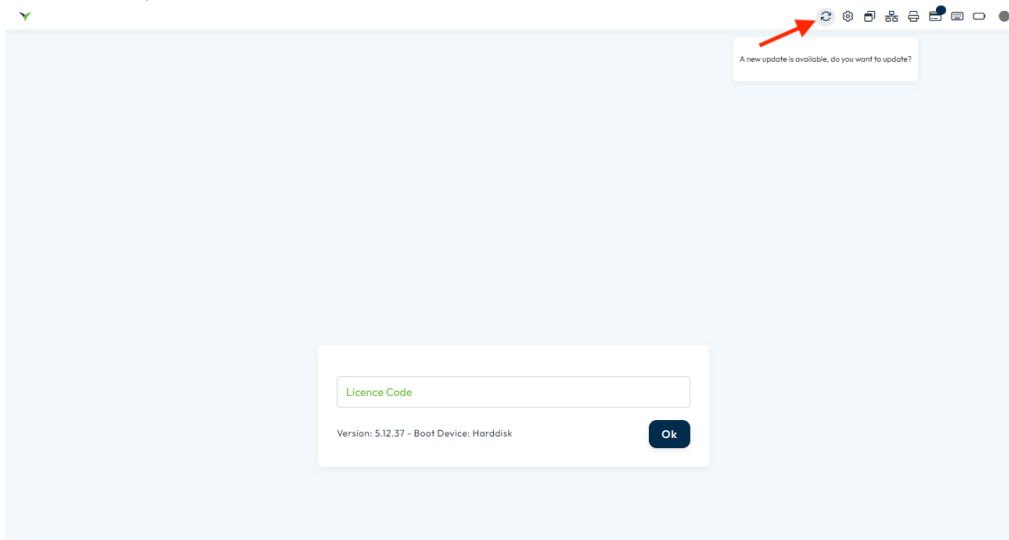 A new update is available, do you want to update?
Licence Code
Version: 5.12.37 - Boot Device: Harddisk
Ok